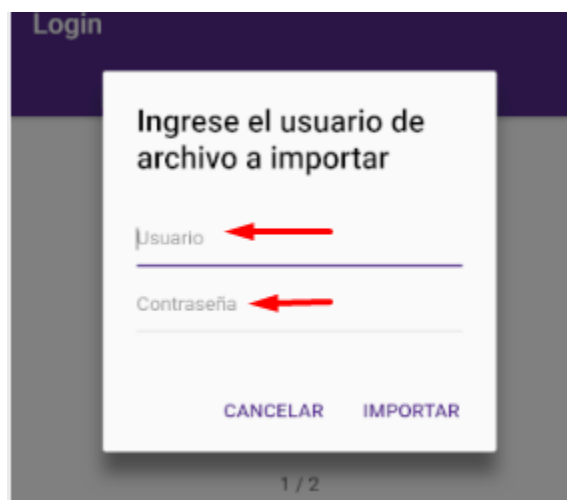 Login
Ingrese el usuario de
archivo a importar
Usuario
Contraseña
CANCELAR IMPORTAR
1 / 2